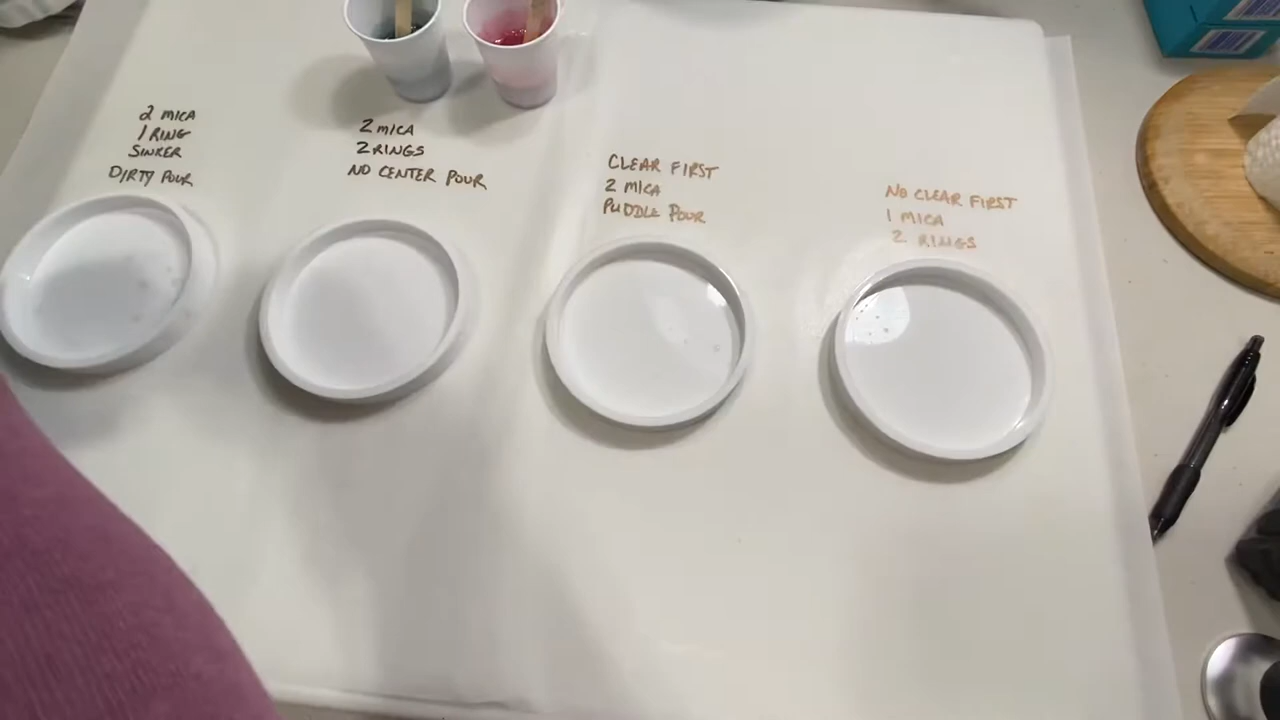 2 MICA
1 RING
SINKER
DIRTY POUR
2 MICA
2 RINGS
NO CENTER POUR
CLEAR FIRST
2 MICA
PUDDLE POUR
NO CLEAR FIRST
1 MICA
2 RINGS